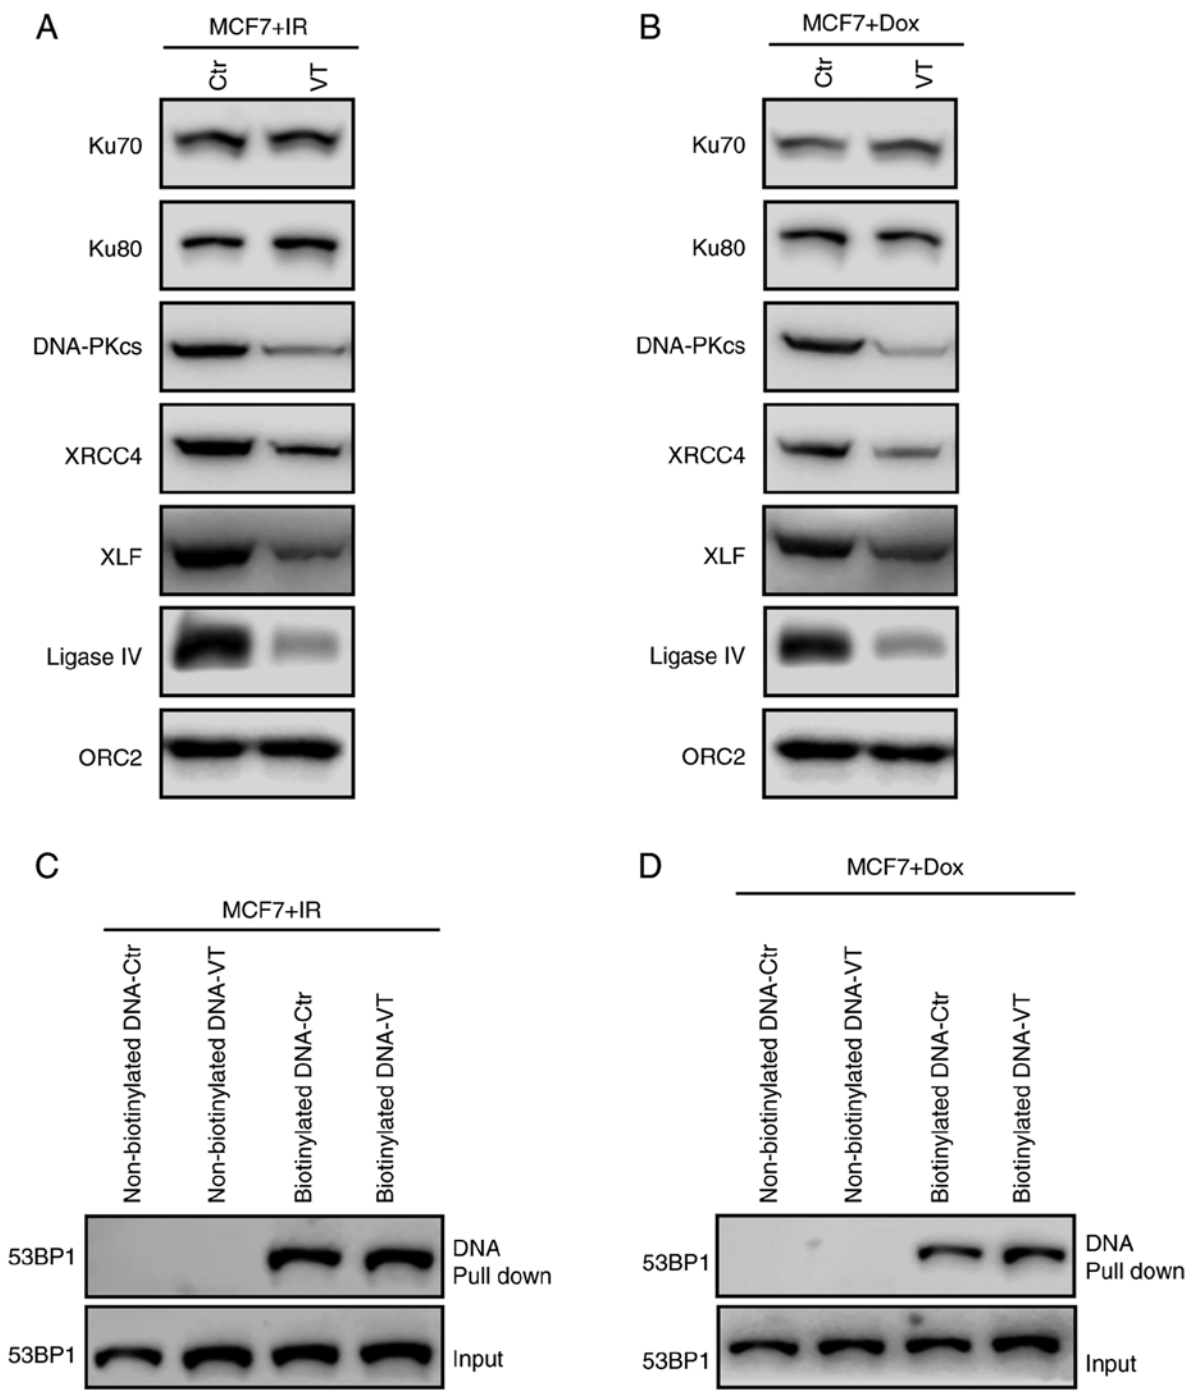 A
MCF7+IR
Ctr
VT
Ku70
Ku80
DNA-PKcs
XRCC4
XLF
Ligase IV
ORC2
B
MCF7+Dox
Ctr
VT
Ku70
Ku80
DNA-PKcs
XRCC4
XLF
Ligase IV
ORC2
C
MCF7+IR
Non-biotinylated DNA-Ctr
Non-biotinylated DNA-VT
Biotinylated DNA-Ctr
Biotinylated DNA-VT
53BP1
DNA
Pull down
53BP1
Input
D
MCF7+Dox
Non-biotinylated DNA-Ctr
Non-biotinylated DNA-VT
Biotinylated DNA-Ctr
Biotinylated DNA-VT
53BP1
DNA
Pull down
53BP1
Input